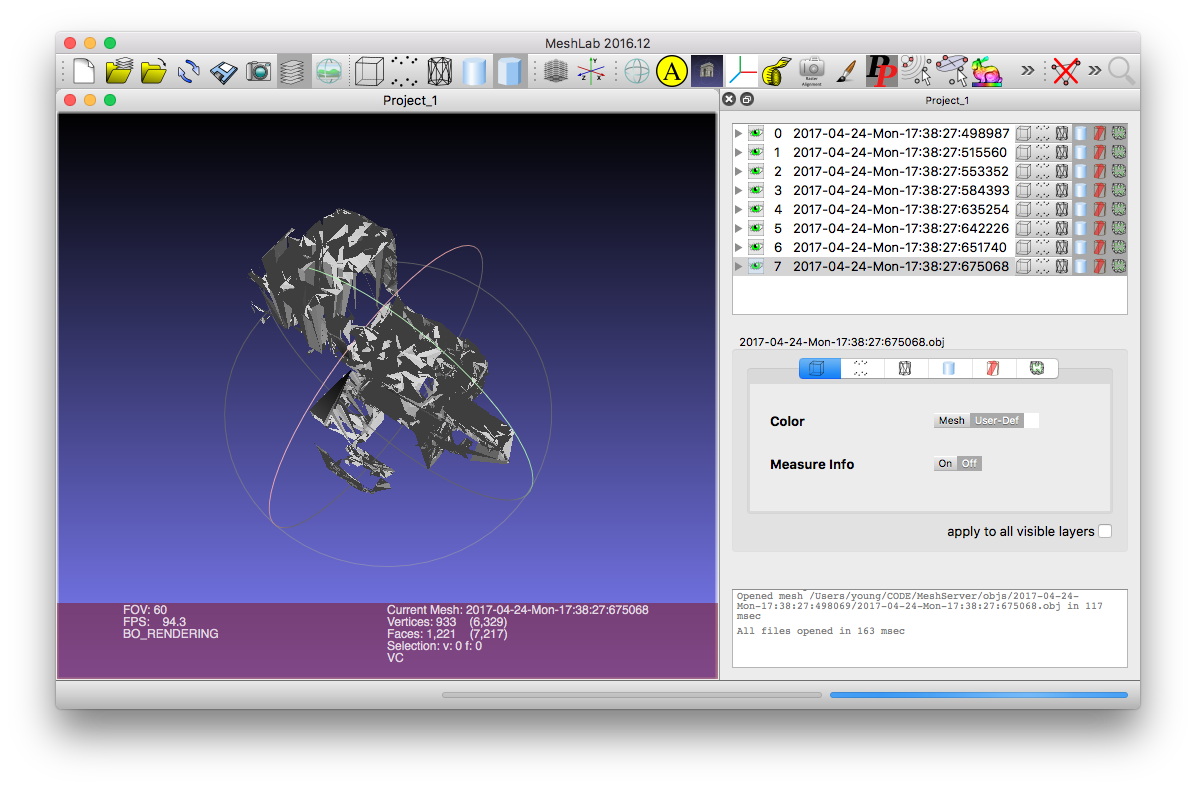 MeshLab 2016.12
A
PP
Raster
Alignment
Project_1
Project_1
0 2017-04-24-Mon-17:38:27:498987
1 2017-04-24-Mon-17:38:27:515560
2 2017-04-24-Mon-17:38:27:553352
3 2017-04-24-Mon-17:38:27:584393
4 2017-04-24-Mon-17:38:27:635254
5 2017-04-24-Mon-17:38:27:642226
6 2017-04-24-Mon-17:38:27:651740
7 2017-04-24-Mon-17:38:27:675068
2017-04-24-Mon-17:38:27:675068.obj
Color Mesh User-Def
Measure Info On Off
apply to all visible layers
Opened mesh /Users/young/CODE/MeshServer/objs/2017-04-24-
Mon-17:38:27:498069/2017-04-24-Mon-17:38:27:675068.obj in 117
msec
All files opened in 163 msec
FOV: 60
FPS: 94.3
BO_RENDERING
Current Mesh: 2017-04-24-Mon-17:38:27:675068
Vertices: 933 (6,329)
Faces: 1,221 (7,217)
Selection: v: 0 f: 0
VC